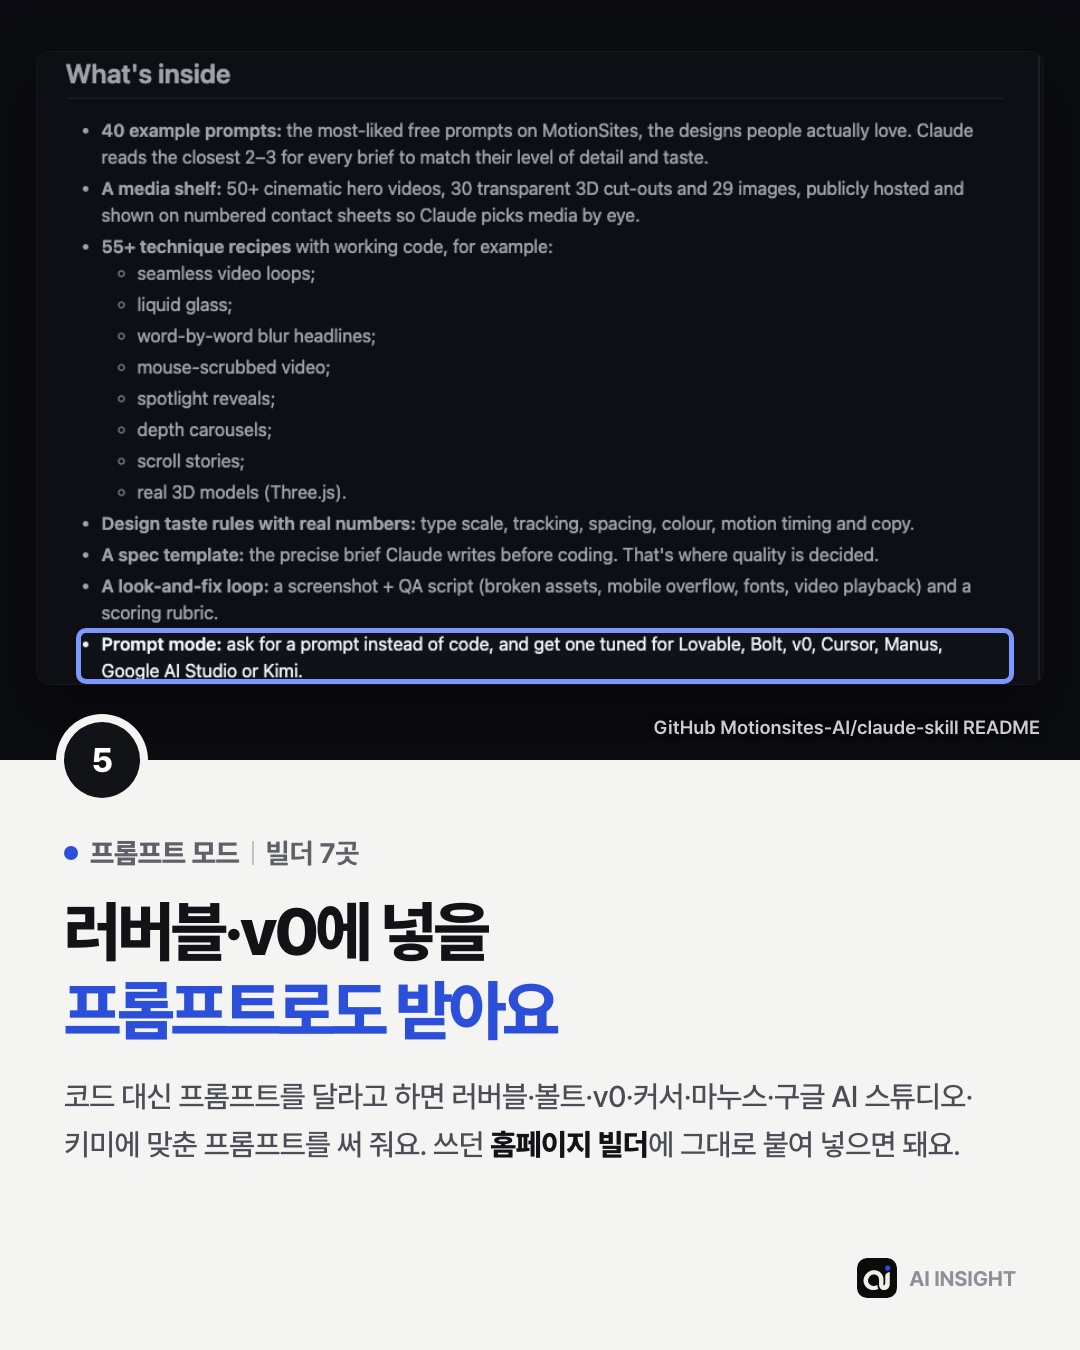 What's inside
• 40 example prompts: the most-liked free prompts on MotionSites, the designs people actually love. Claude
reads the closest 2–3 for every brief to match their level of detail and taste.
• A media shelf: 50+ cinematic hero videos, 30 transparent 3D cut-outs and 29 images, publicly hosted and
shown on numbered contact sheets so Claude picks media by eye.
• 55+ technique recipes with working code, for example:
◦ seamless video loops;
◦ liquid glass;
◦ word-by-word blur headlines;
◦ mouse-scrubbed video;
◦ spotlight reveals;
◦ depth carousels;
◦ scroll stories;
◦ real 3D models (Three.js).
• Design taste rules with real numbers: type scale, tracking, spacing, colour, motion timing and copy.
• A spec template: the precise brief Claude writes before coding. That's where quality is decided.
• A look-and-fix loop: a screenshot + QA script (broken assets, mobile overflow, fonts, video playback) and a
scoring rubric.
• Prompt mode: ask for a prompt instead of code, and get one tuned for Lovable, Bolt, v0, Cursor, Manus,
Google AI Studio or Kimi.
GitHub Motionsites-AI/claude-skill README
5
• 프롬프트 모드 | 빌더 7곳
러버블·v0에 넣을
프롬프트로도 받아요
코드 대신 프롬프트를 달라고 하면 러버블·볼트·v0·커서·마누스·구글 AI 스튜디오·
키미에 맞춘 프롬프트를 써 줘요. 쓰던 홈페이지 빌더에 그대로 붙여 넣으면 돼요.
ai AI INSIGHT